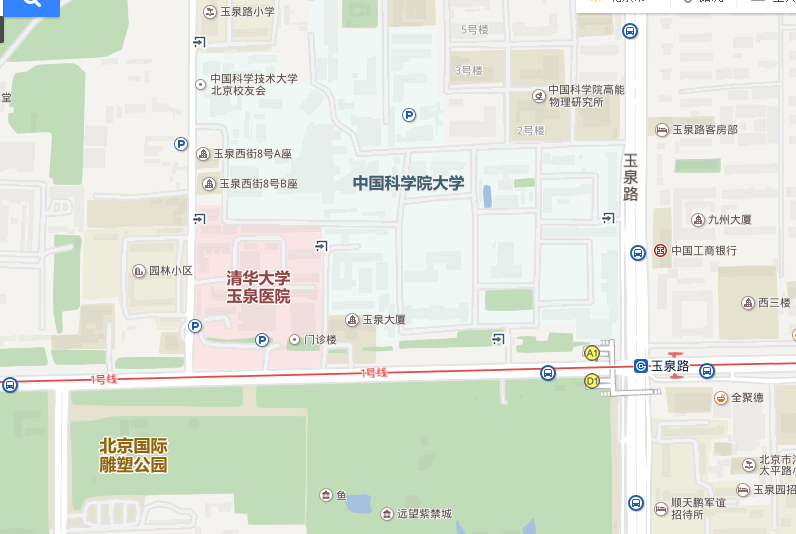 玉泉路小学
5号楼
3号楼
中国科学技术大学
北京校友会
中国科学院高能
物理研究所
P
2号楼
玉泉路客房部
P
玉泉西街8号A座
玉泉西街8号B座
中国科学院大学
玉泉路
九州大厦
中国工商银行
园林小区
清华大学
玉泉医院
西三楼
玉泉大厦
P
P
门诊楼
A1
玉泉路
D1
1号线
1号线
全聚德
北京国际
雕塑公园
北京市
太平路
玉泉园招
鱼
远望紫禁城
顺天鹏军谊
招待所
堂